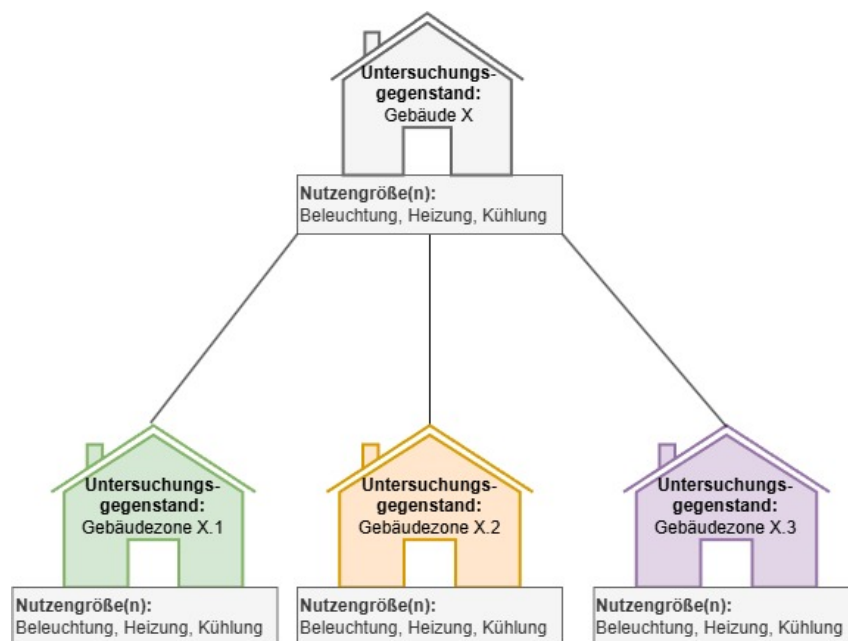 Untersuchungs-
gegenstand:
Gebäude X
Nutzengröße(n):
Beleuchtung, Heizung, Kühlung
Untersuchungs-
gegenstand:
Gebäudezone X.1
Nutzengröße(n):
Beleuchtung, Heizung, Kühlung
Untersuchungs-
gegenstand:
Gebäudezone X.2
Nutzengröße(n):
Beleuchtung, Heizung, Kühlung
Untersuchungs-
gegenstand:
Gebäudezone X.3
Nutzengröße(n):
Beleuchtung, Heizung, Kühlung